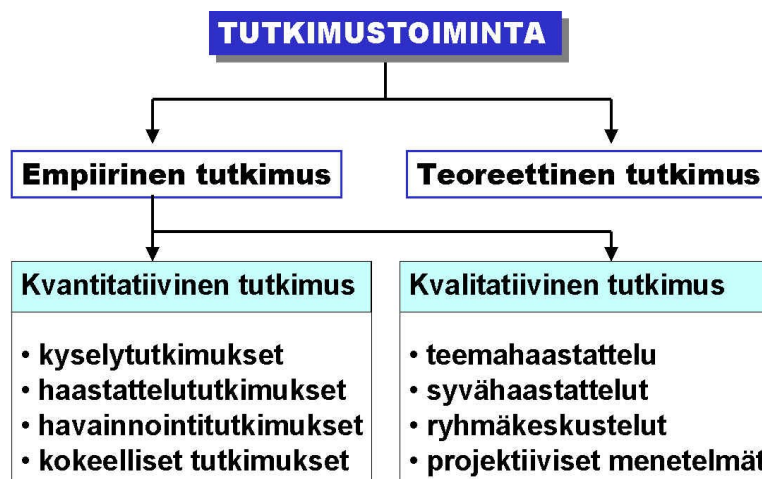 TUTKIMUSTOIMINTA
Empiirinen tutkimus
Teoreettinen tutkimus
Kvantitatiivinen tutkimus
• kyselytutkimukset
• haastattelututkimukset
• havainnointitutkimukset
• kokeelliset tutkimukset
Kvalitatiivinen tutkimus
• teemahaastattelu
• syvähaastattelut
• ryhmäkeskustelut
• projektiiviset menetelmät